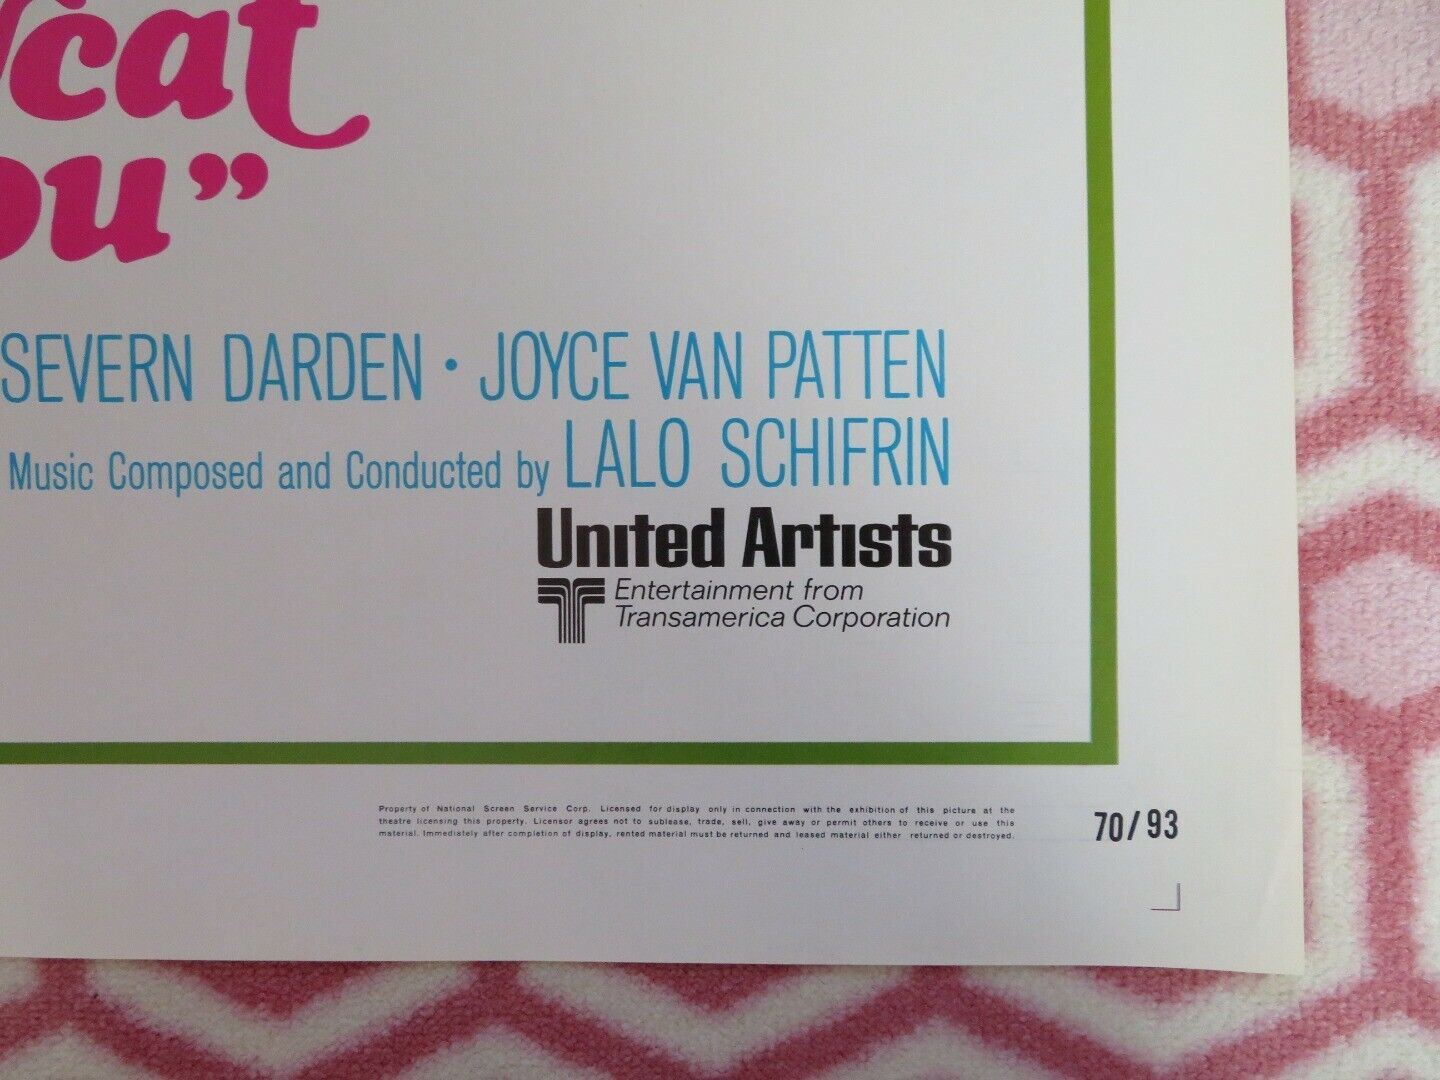 cat
ou”
SEVERN DARDEN · JOYCE VAN PATTEN
Music Composed and Conducted by LALO SCHIFRIN
United Artists
Entertainment from
Transamerica Corporation
Property of National Screen Service Corp. Licensed for display only in connection with the exhibition of this picture at the
theatre licensing this property. Licensor agrees not to sublease, trade, sell, give away or permit others to receive or use this
material. Immediately after completion of display, rented material must be returned and leased material either returned or destroyed.
70/93